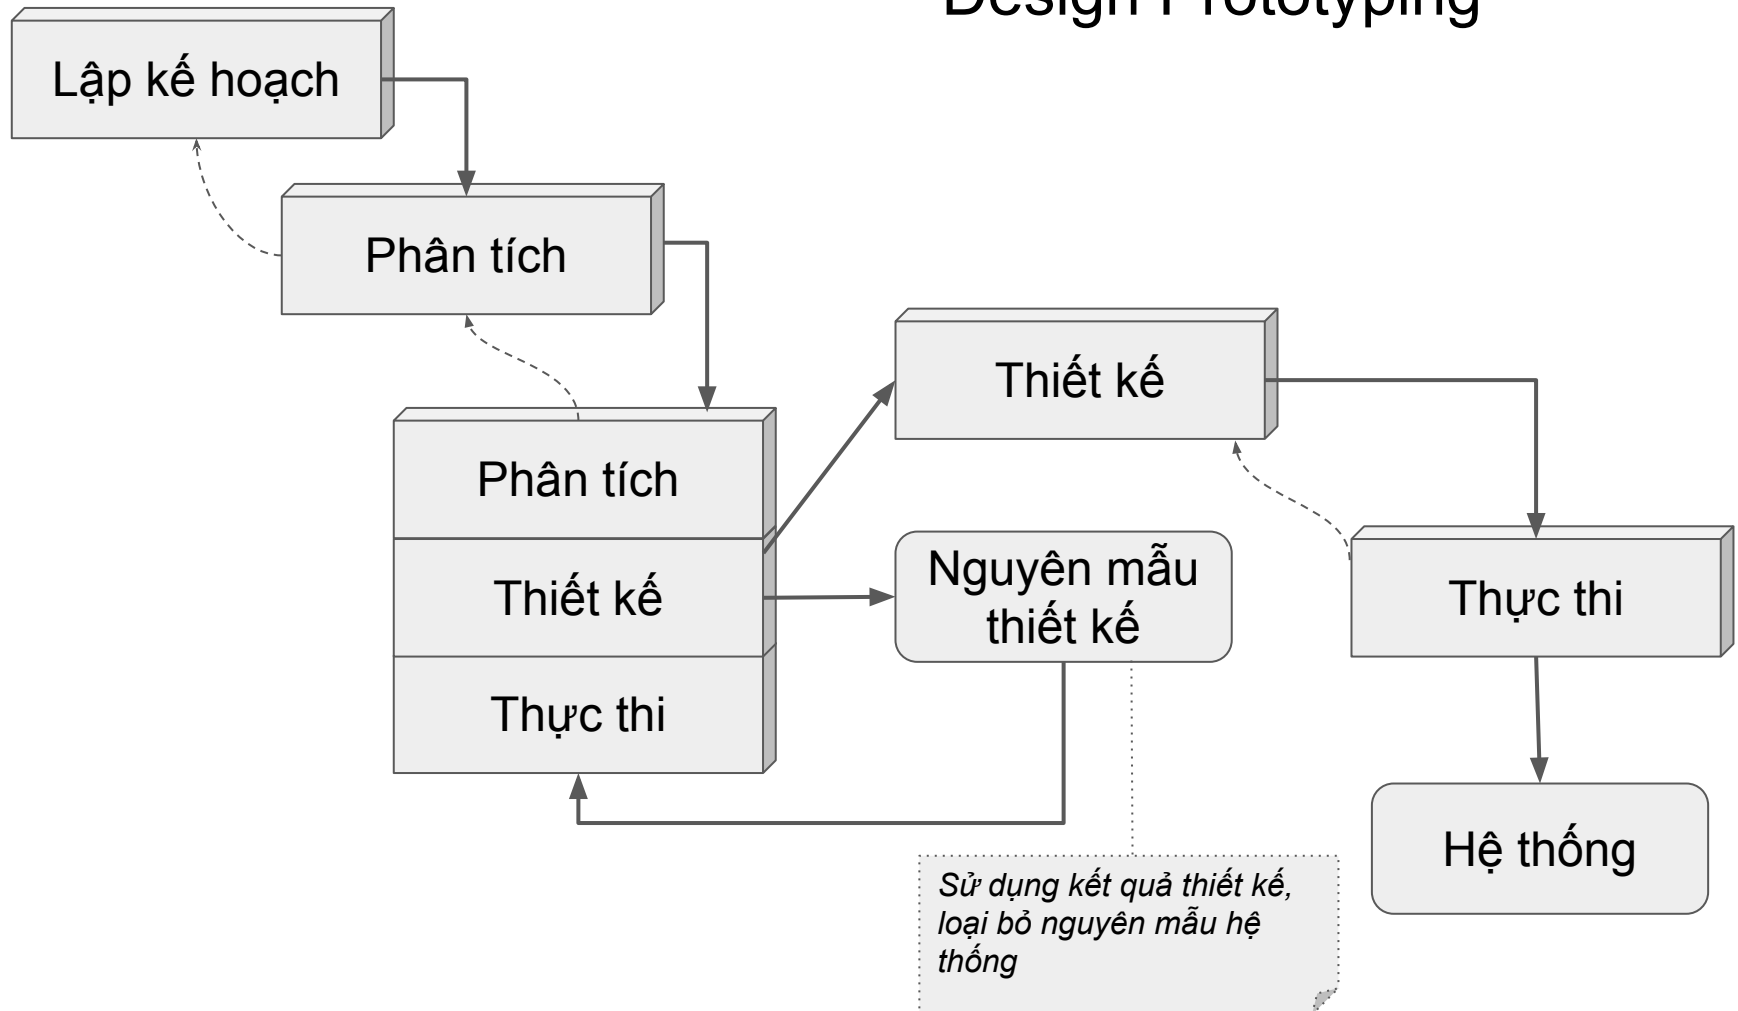 Design Prototyping
Lập kế hoạch
Phân tích
Thiết kế
Phân tích
Thiết kế
Thực thi
Nguyên mẫu
thiết kế
Thực thi
Hệ thống
Sử dụng kết quả thiết kế,
loại bỏ nguyên mẫu hệ
thống